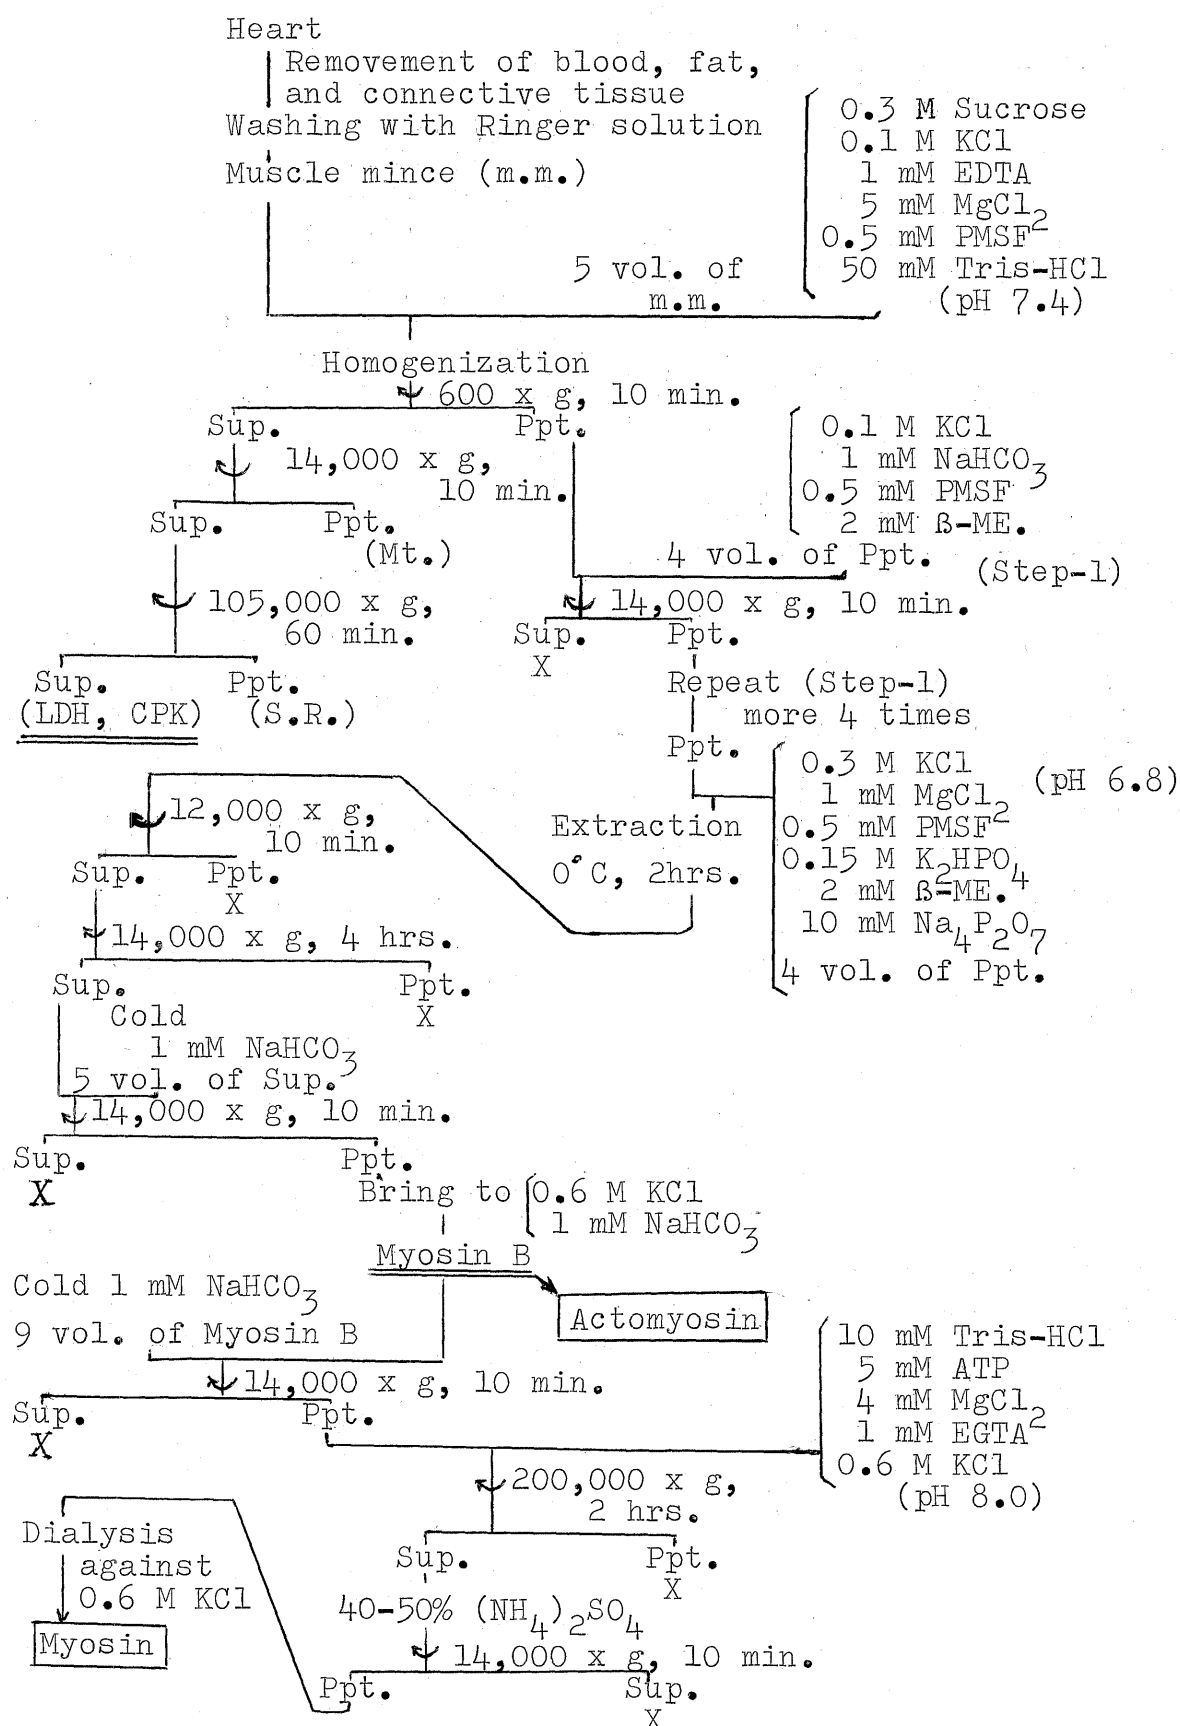 Heart
Removement of blood, fat,
and connective tissue
Washing with Ringer solution
Muscle mince (m.m.)
0.3 M Sucrose
0.1 M KCl
1 mM EDTA
5 mM MgCl2
0.5 mM PMSF
50 mM Tris-HCl
(pH 7.4)
5 vol. of
m.m.
Homogenization
600 x g, 10 min.
Sup. Ppt.
14,000 x g,
10 min.
Sup. Ppt.
(Mt.)
105,000 x g,
60 min.
Sup. Ppt.
(LDH, CPK) (S.R.)
0.1 M KCl
1 mM NaHCO3
0.5 mM PMSF
2 mM ß-ME.
4 vol. of Ppt. (Step-1)
14,000 x g, 10 min.
Sup. Ppt.
X
Repeat (Step-1)
more 4 times
Ppt.
0.3 M KCl (pH 6.8)
1 mM MgCl2
0.5 mM PMSF
0.15 M K2HPO4
2 mM ß-ME.
10 mM Na4P2O7
4 vol. of Ppt.
Extraction
0°C, 2hrs.
12,000 x g,
10 min.
Sup. Ppt.
X
14,000 x g, 4 hrs.
Sup. Ppt.
X
Cold
1 mM NaHCO3
5 vol. of Sup.
14,000 x g, 10 min.
Sup. Ppt.
X
Bring to 0.6 M KCl
1 mM NaHCO3
Myosin B
Actomyosin
Cold 1 mM NaHCO3
9 vol. of Myosin B
14,000 x g, 10 min.
Sup. Ppt.
X
10 mM Tris-HCl
5 mM ATP
4 mM MgCl2
1 mM EGTA
0.6 M KCl
(pH 8.0)
200,000 x g,
2 hrs.
Sup. Ppt.
X
40-50% (NH4)2SO4
14,000 x g, 10 min.
Ppt. Sup.
X
Dialysis
against
0.6 M KCl
Myosin